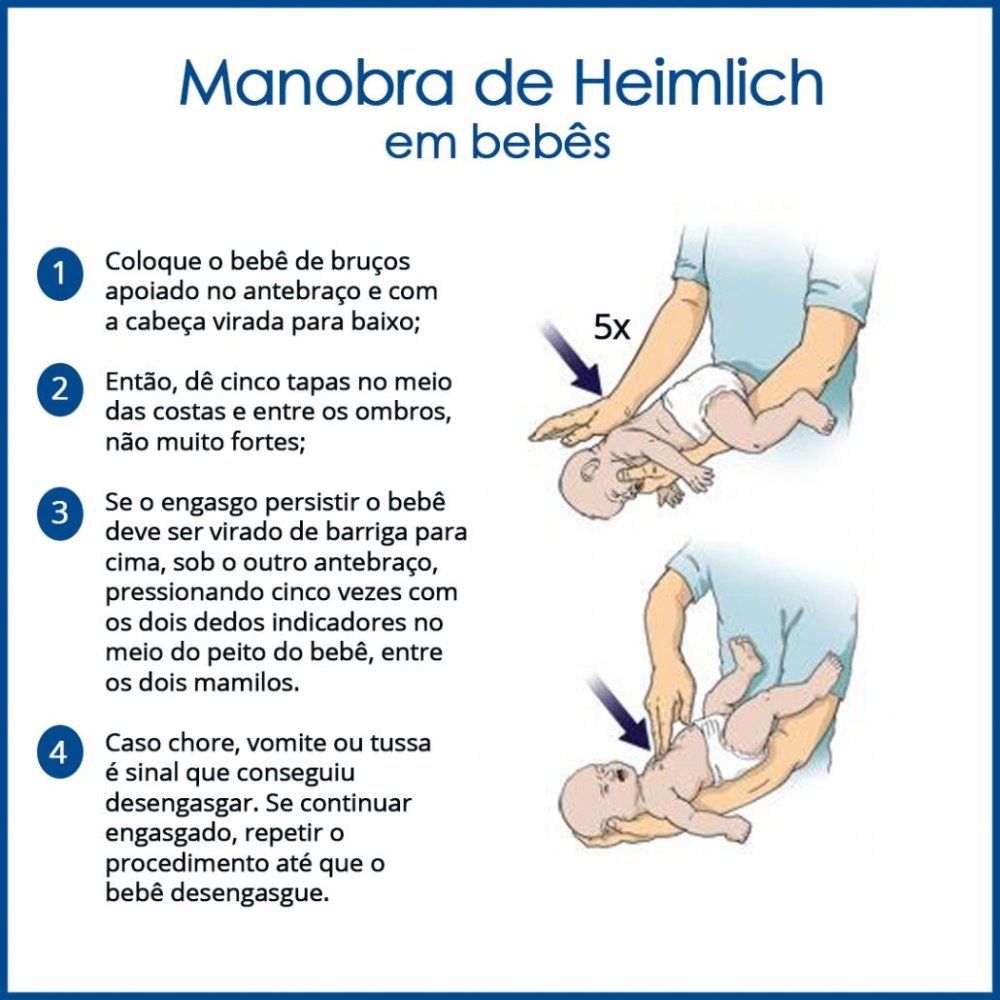 Manobra de Heimlich
em bebês
1
Coloque o bebê de bruços
apoiado no antebraço e com
a cabeça virada para baixo;
2
Então, dê cinco tapas no meio
das costas e entre os ombros,
não muito fortes;
3
Se o engasgo persistir o bebê
deve ser virado de barriga para
cima, sob o outro antebraço,
pressionando cinco vezes com
os dois dedos indicadores no
meio do peito do bebê, entre
os dois mamilos.
4
Caso chore, vomite ou tussa
é sinal que conseguiu
desengasgar. Se continuar
engasgado, repetir o
procedimento até que o
bebê desengasgue.
5x